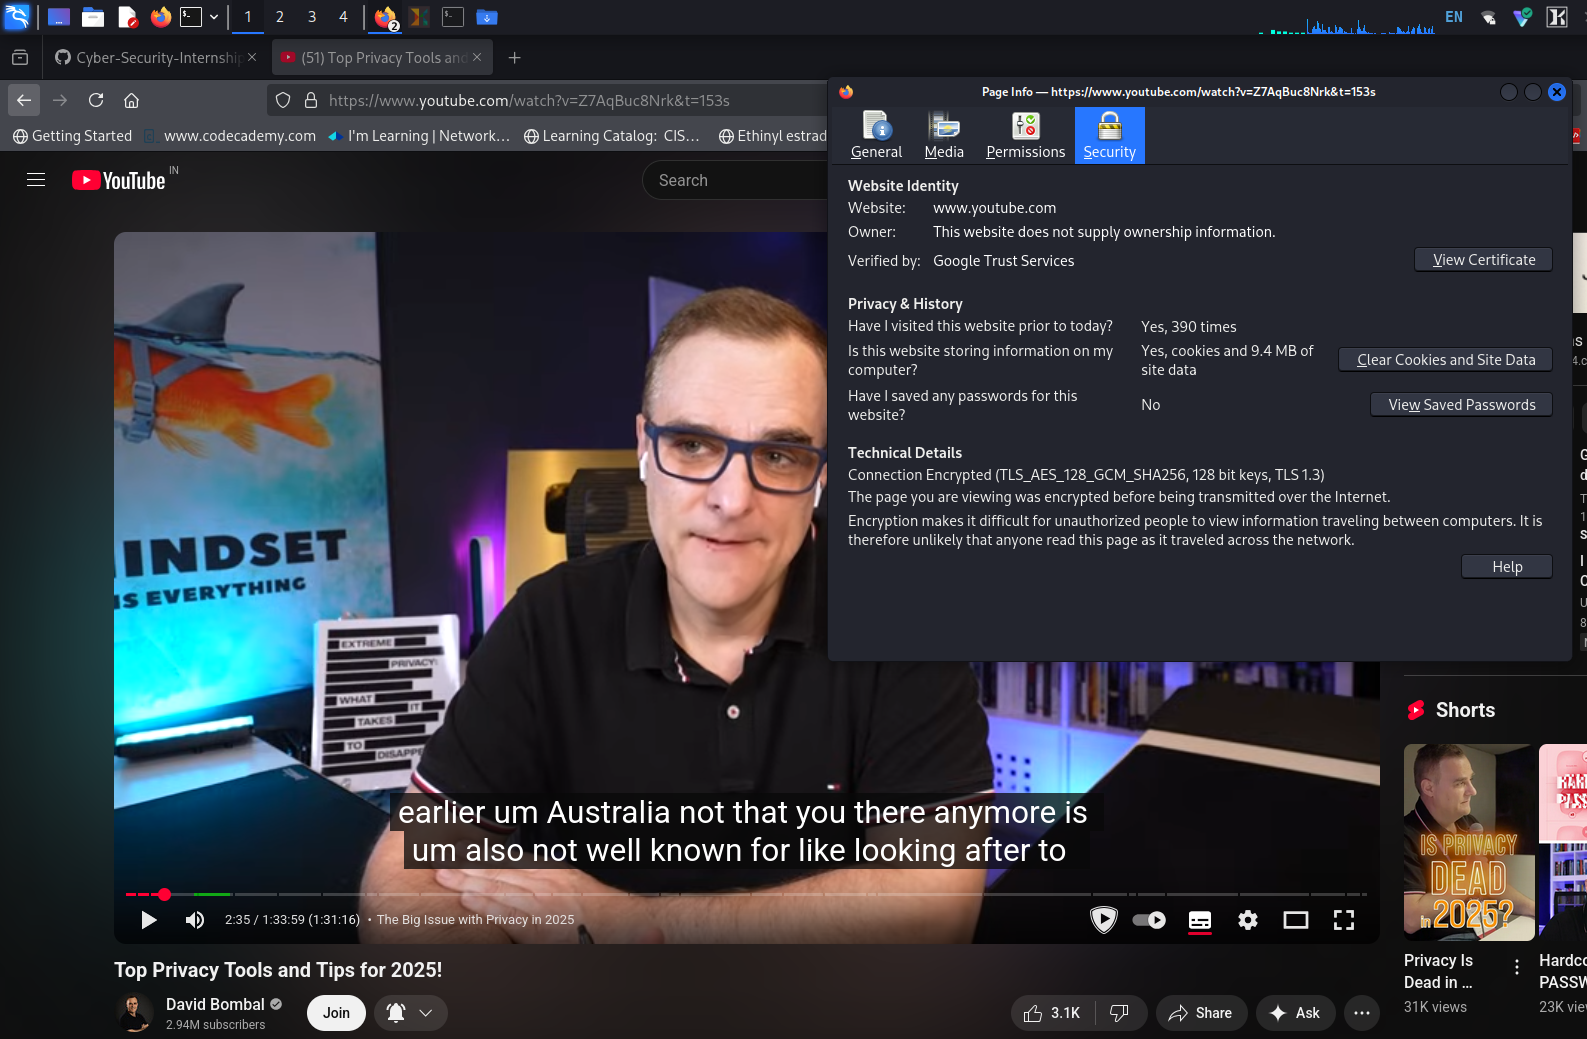 1 2 3 4
2
EN
Cyber-Security-Internship
(51) Top Privacy Tools and
https://www.youtube.com/watch?v=Z7AqBuc8Nrk&t=153s
Getting Started
www.codecademy.com
I'm Learning | Network...
Learning Catalog: CIS...
Ethinyl estrad
YouTube IN
Search
Page Info — https://www.youtube.com/watch?v=Z7AqBuc8Nrk&t=153s
General Media Permissions Security
Website Identity
Website: www.youtube.com
Owner: This website does not supply ownership information.
Verified by: Google Trust Services
View Certificate
Privacy & History
Have I visited this website prior to today? Yes, 390 times
Is this website storing information on my
computer?
Yes, cookies and 9.4 MB of
site data
Clear Cookies and Site Data
Have I saved any passwords for this
website?
No
View Saved Passwords
Technical Details
Connection Encrypted (TLS_AES_128_GCM_SHA256, 128 bit keys, TLS 1.3)
The page you are viewing was encrypted before being transmitted over the Internet.
Encryption makes it difficult for unauthorized people to view information traveling between computers. It is
therefore unlikely that anyone read this page as it traveled across the network.
Help
MINDSET
IS EVERYTHING
EXTREME
PRIVACY:
WHAT IT
TAKES
TO DISAPPE
earlier um Australia not that you there anymore is
um also not well known for like looking after to
2:35 / 1:33:59 (1:31:16) • The Big Issue with Privacy in 2025
Top Privacy Tools and Tips for 2025!
David Bombal
2.94M subscribers
Join
3.1K
Share
Ask
Shorts
IS PRIVACY
DEAD
in 2025?
Privacy Is
Dead in ...
31K views
Hardco
PASSW
23K vie